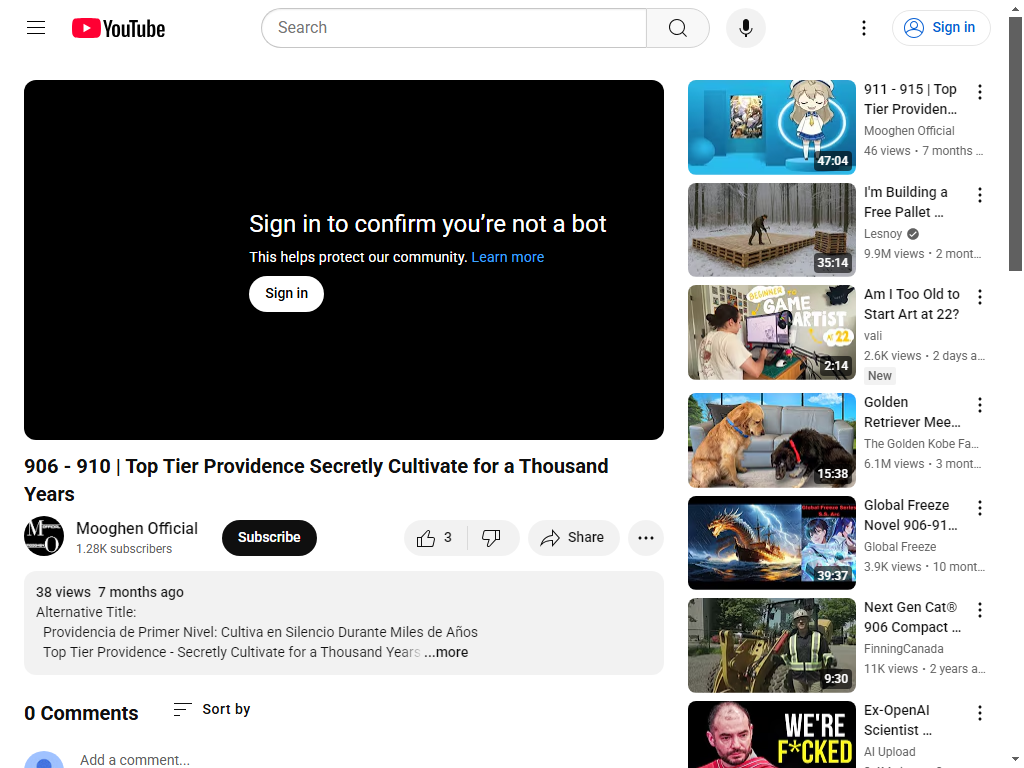 YouTube
Search
Sign in
Sign in to confirm you’re not a bot
This helps protect our community. Learn more
Sign in
906 - 910 | Top Tier Providence Secretly Cultivate for a Thousand
Years
Mooghen Official
1.28K subscribers
Subscribe
3
Share
38 views 7 months ago
Alternative Title:
Providencia de Primer Nivel: Cultiva en Silencio Durante Miles de Años
Top Tier Providence - Secretly Cultivate for a Thousand Years ...more
0 Comments
Sort by
Add a comment...
47:04
911 - 915 | Top
Tier Providen...
Mooghen Official
46 views • 7 months ...
35:14
I'm Building a
Free Pallet ...
Lesnoy
9.9M views • 2 mont...
BEGINNER TO
GAME
ARTIST
AT 22
2:14
Am I Too Old to
Start Art at 22?
vali
2.6K views • 2 days a...
New
15:38
Golden
Retriever Mee...
The Golden Kobe Fa...
6.1M views • 3 mont...
Global Freeze Series
39:37
Global Freeze
Novel 906-91...
Global Freeze
3.9K views • 10 mont...
9:30
Next Gen Cat®
906 Compact ...
FinningCanada
11K views • 2 years a...
WE'RE
F*CKED
Ex-OpenAI
Scientist ...
AI Upload